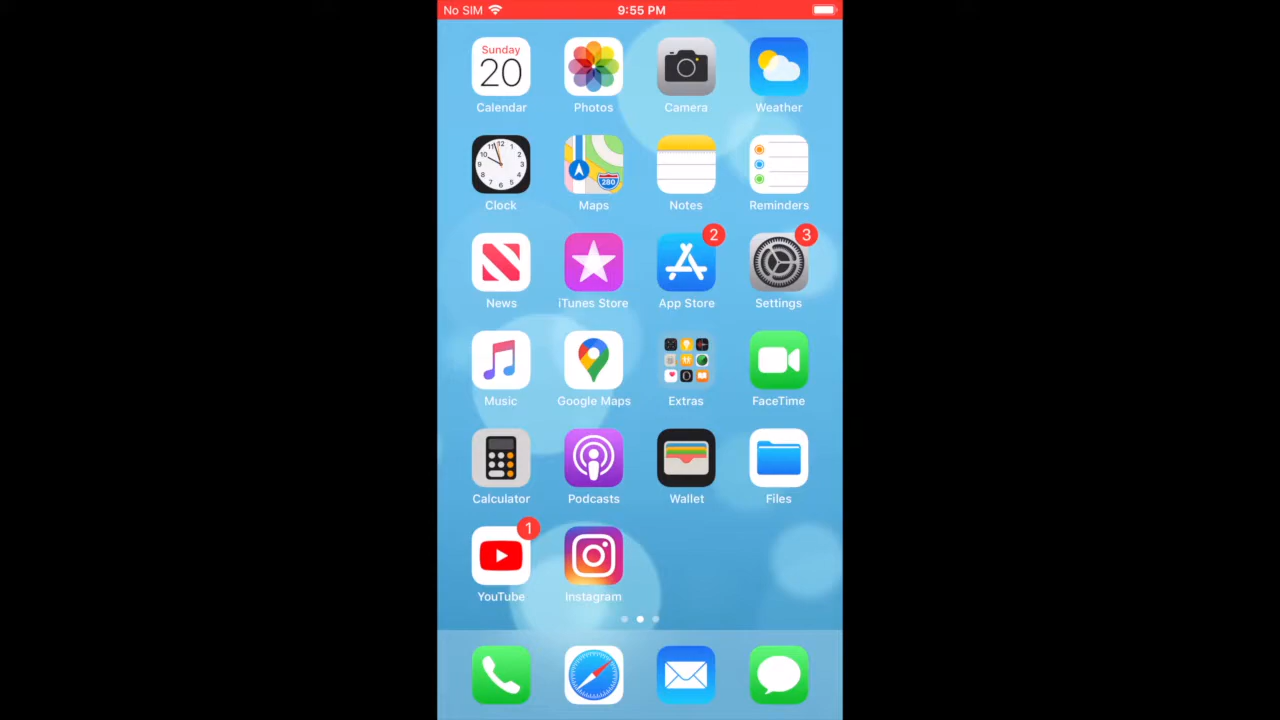 No SIM 9:55 PM
Sunday
20
Calendar Photos Camera Weather
Clock Maps Notes Reminders
280
2 3
News iTunes Store App Store Settings
Music Google Maps Extras FaceTime
Calculator Podcasts Wallet Files
1
YouTube Instagram